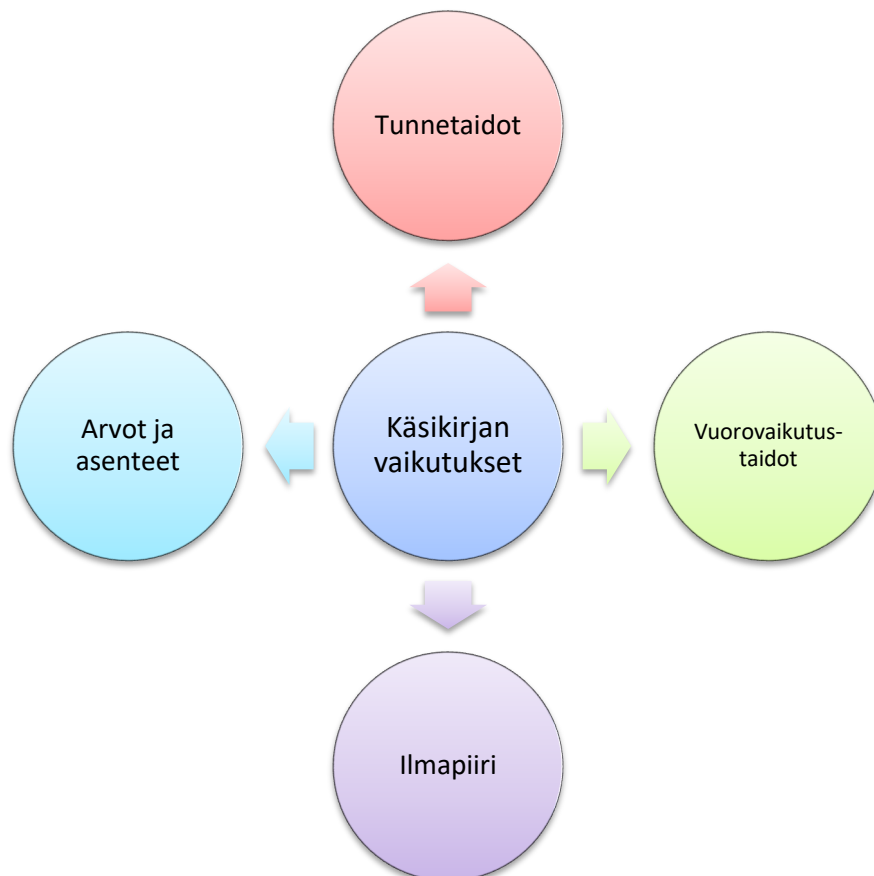 Tunnetaidot
Arvot ja
asenteet
Käsikirjan
vaikutukset
Vuorovaikutus-
taidot
Ilmapiiri